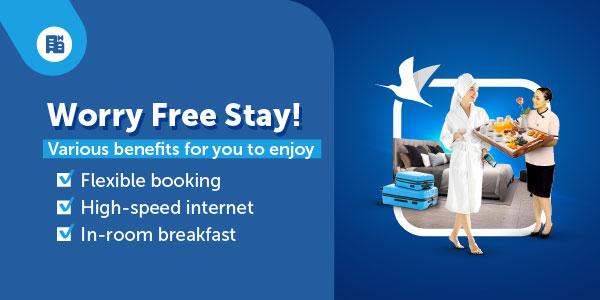 Worry Free Stay!
Various benefits for you to enjoy
Flexible booking
High-speed internet
In-room breakfast